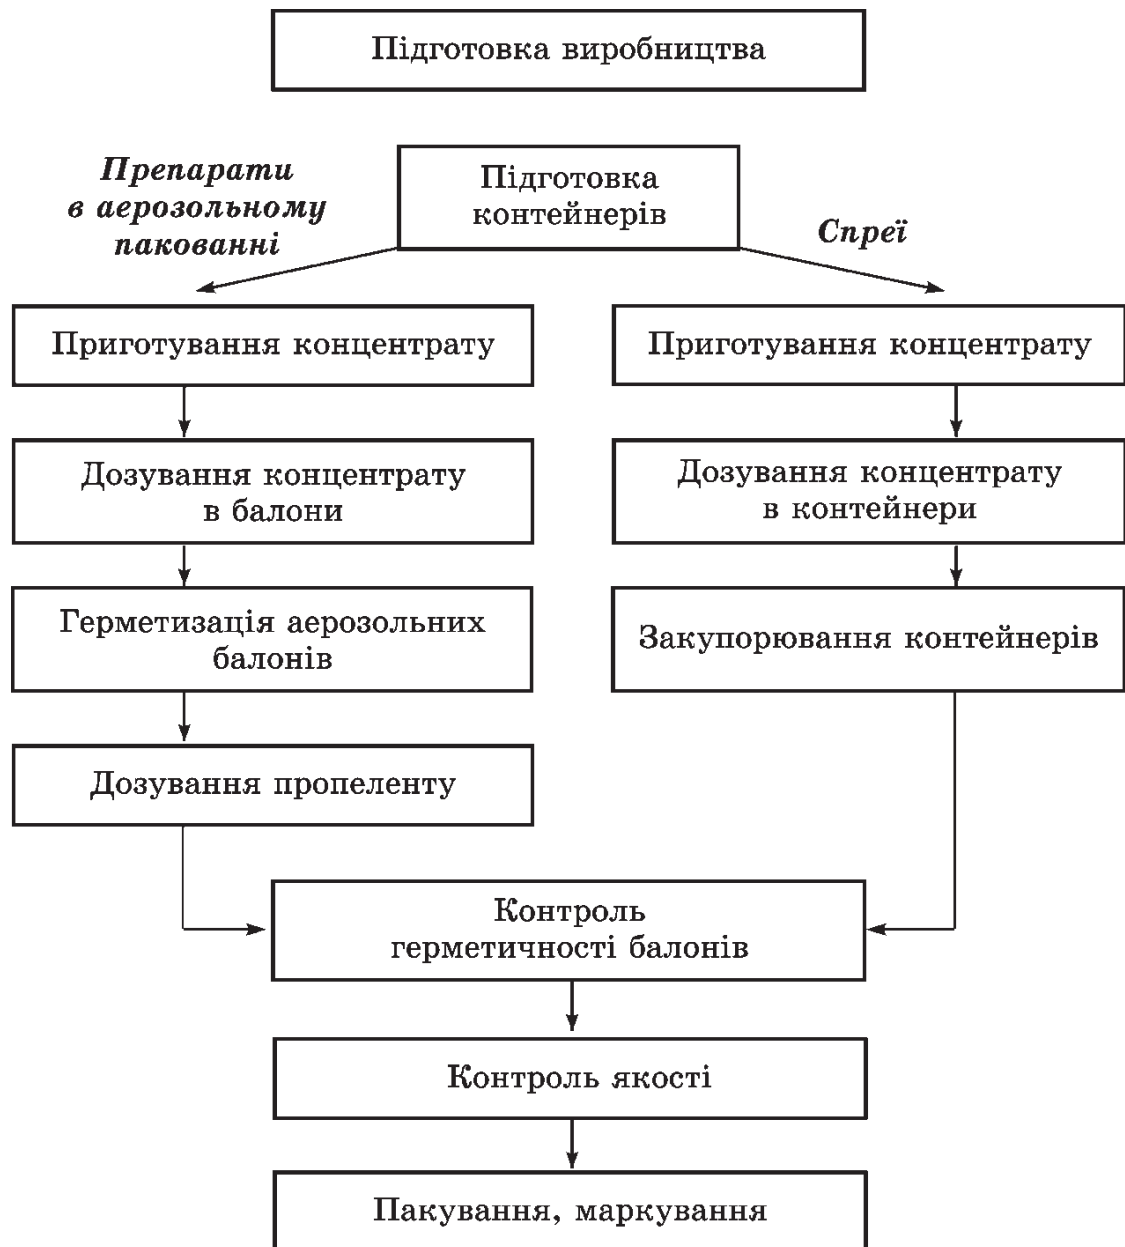 Підготовка виробництва
Препарати
в аерозольному
пакованні
Підготовка
контейнерів
Спреї
Приготування концентрату
Приготування концентрату
Дозування концентрату
в балони
Дозування концентрату
в контейнери
Герметизація аерозольних
балонів
Закупорювання контейнерів
Дозування пропеленту
Контроль
герметичності балонів
Контроль якості
Пакування, маркування